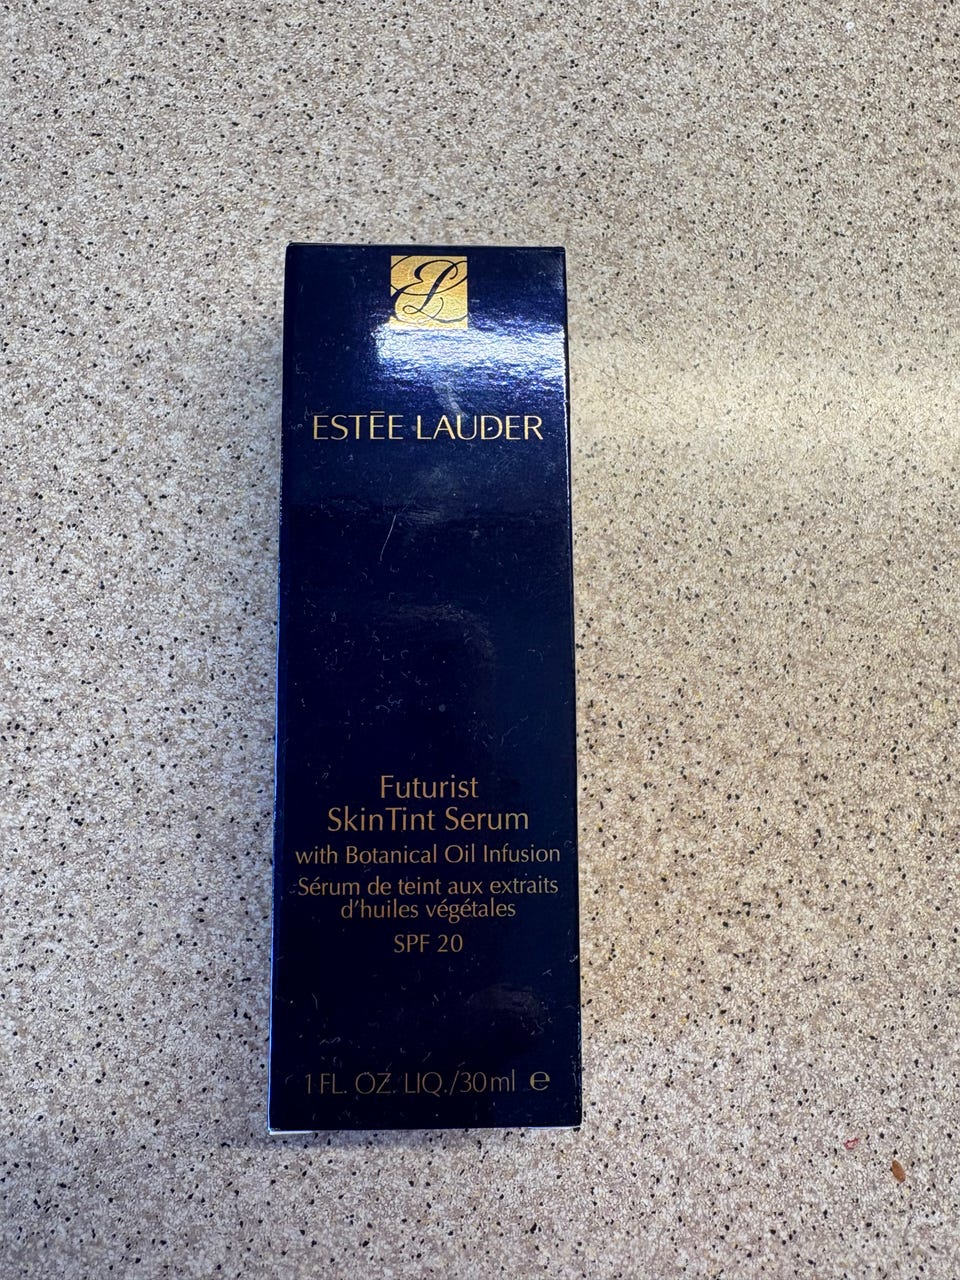 EL
ESTĒE LAUDER
Futurist
SkinTint Serum
with Botanical Oil Infusion
Sérum de teint aux extraits
d'huiles végétales
SPF 20
1 FL. OZ. LIQ./30ml ℮